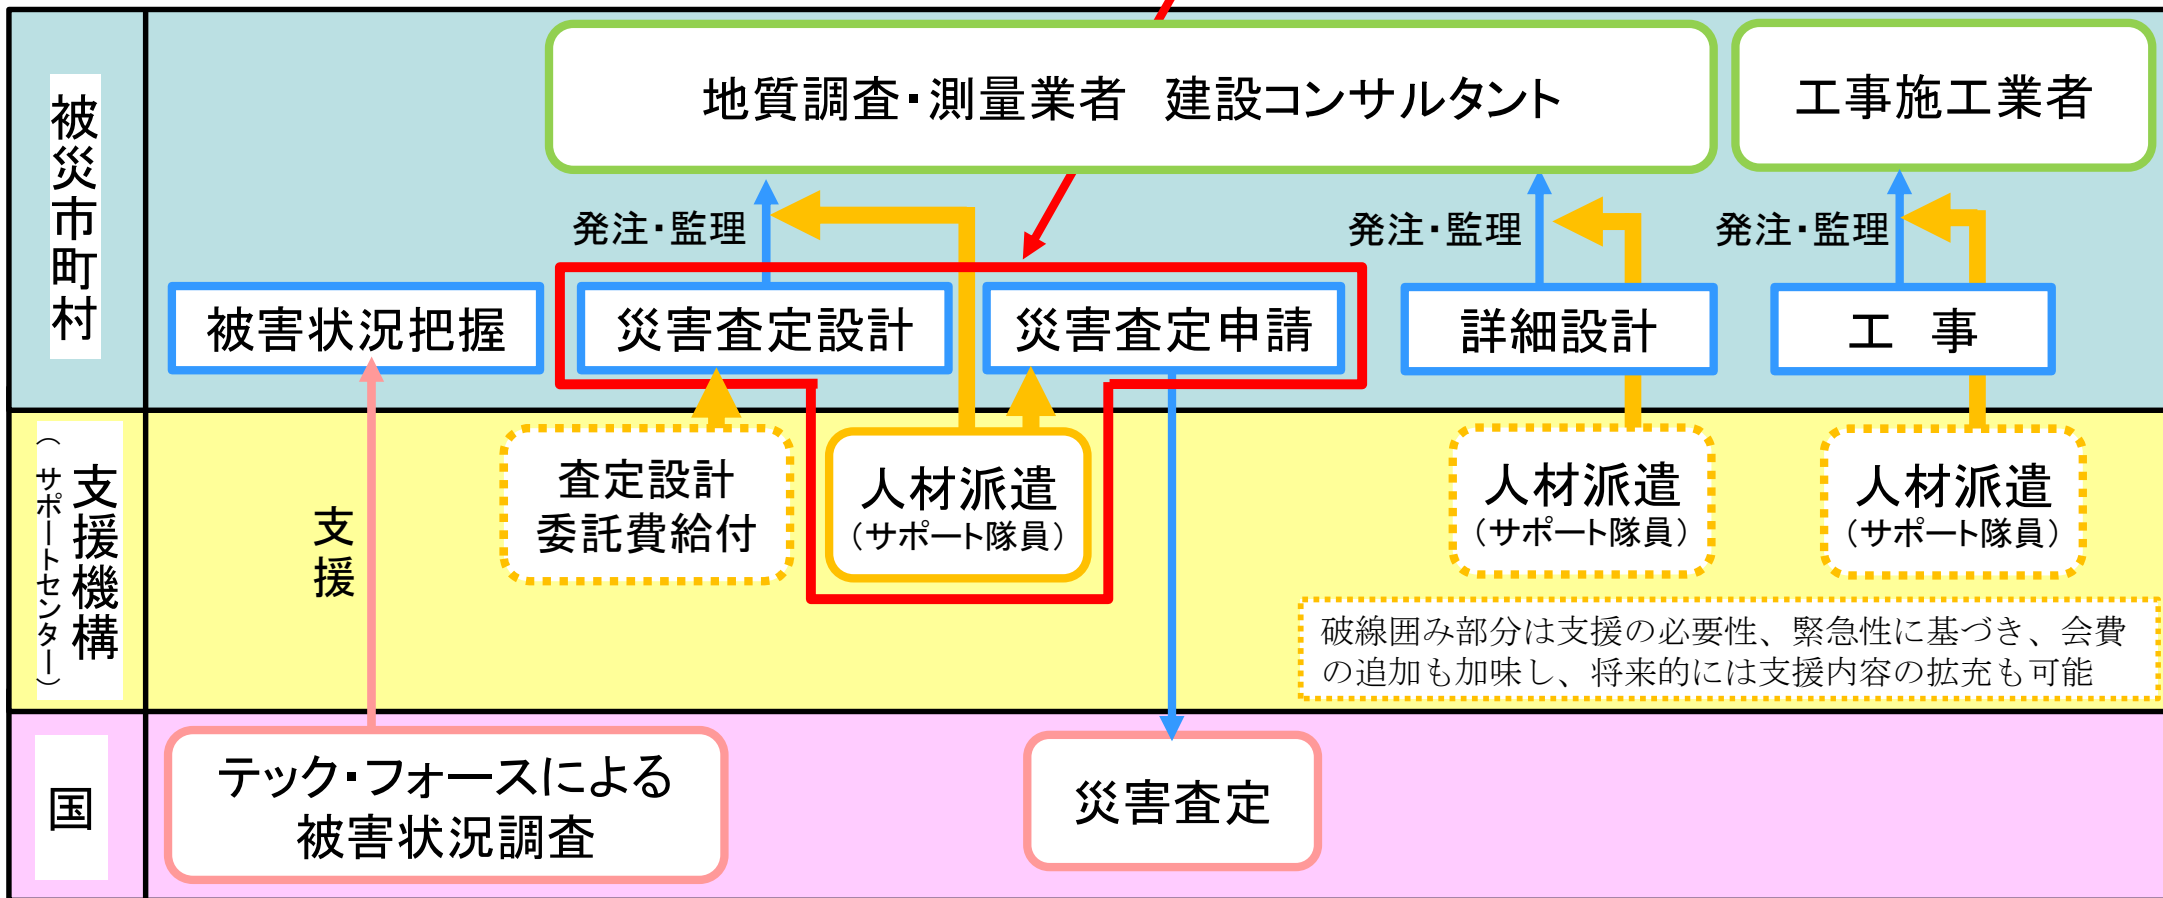 被災市町村
地質調査・測量業者　建設コンサルタント
工事施工業者
発注・監理
発注・監理
発注・監理
被害状況把握
災害査定設計
災害査定申請
詳細設計
工　事
支援機構
（サポートセンター）
支援
査定設計
委託費給付
人材派遣
（サポート隊員）
人材派遣
（サポート隊員）
人材派遣
（サポート隊員）
破線囲み部分は支援の必要性、緊急性に基づき、会費
の追加も加味し、将来的には支援内容の拡充も可能
国
テック・フォースによる
被害状況調査
災害査定